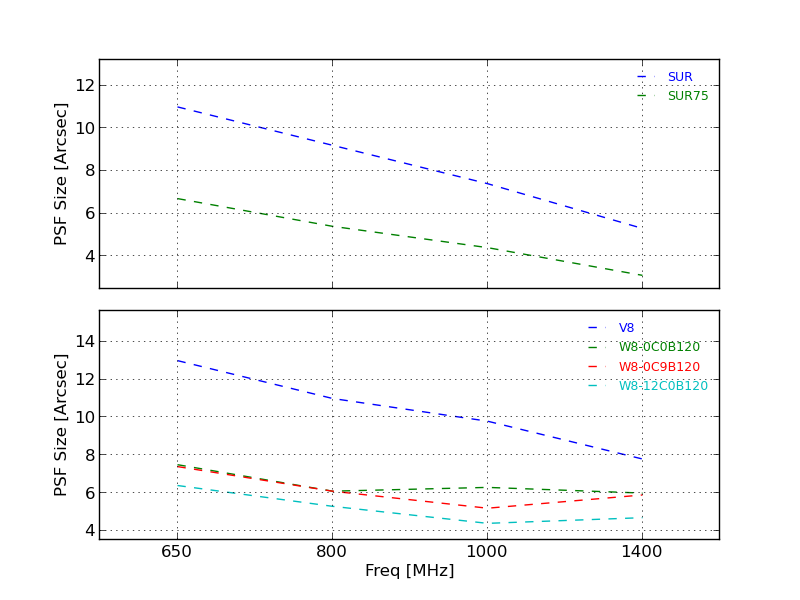 12
10
8
6
4
PSF Size [Arcsec]
SUR
SUR75
14
12
10
8
6
4
PSF Size [Arcsec]
V8
W8-0C0B120
W8-0C9B120
W8-12C0B120
650 800 1000 1400
Freq [MHz]